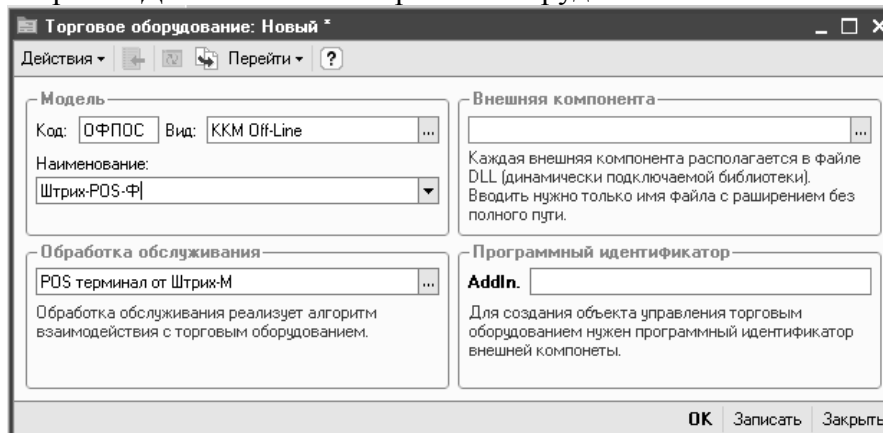 Торговое оборудование: Новый *
Действия Перейти ?
Модель
Код: ОФПОС Вид: ККМ Off-Line ...
Наименование:
Штрих-POS-Ф
Внешняя компонента
...
Каждая внешняя компонента располагается в файле
DLL (динамически подключаемой библиотеки).
Вводить нужно только имя файла с раширением без
полного пути.
Обработка обслуживания
POS терминал от Штрих-М ...
Обработка обслуживания реализует алгоритм
взаимодействия с торговым оборудованием.
Программный идентификатор
AddIn.
Для создания объекта управления торговым
оборудованием нужен программный идентификатор
внешней компонеты.
OK Записать Закрыть